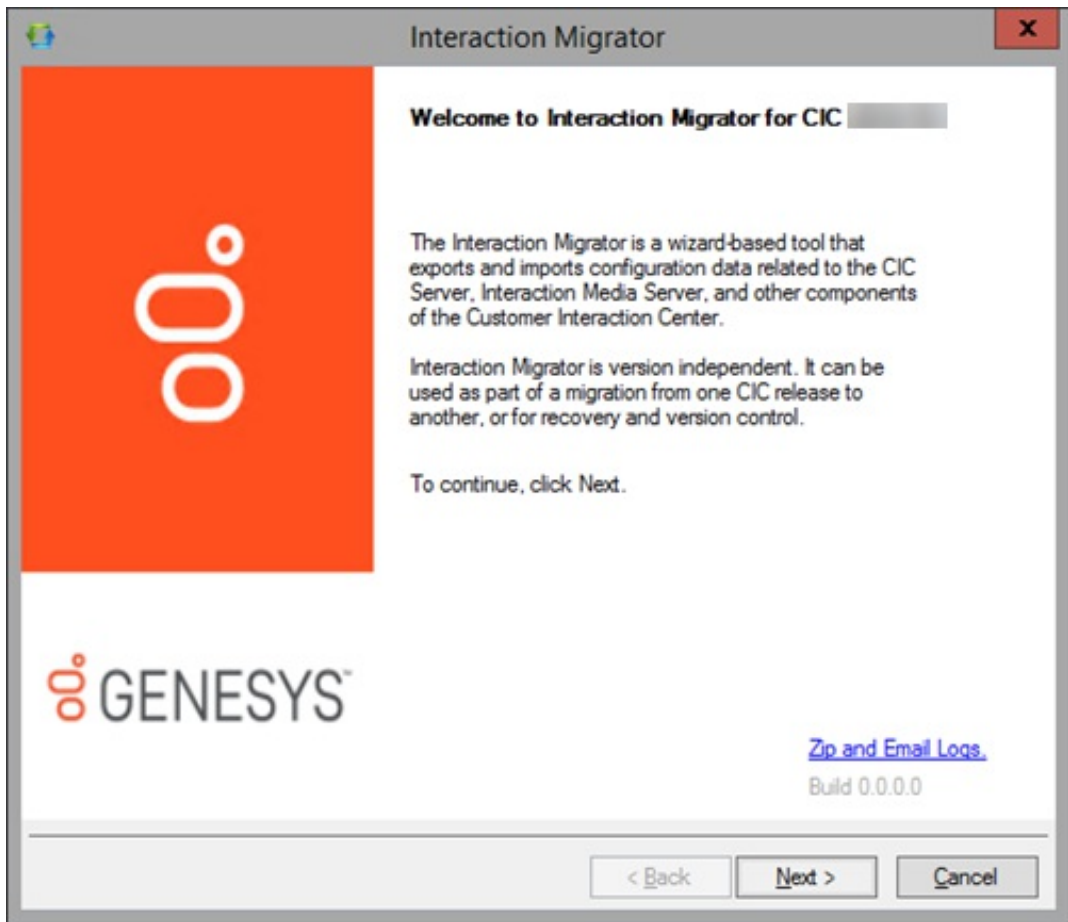 Interaction Migrator
x
Welcome to Interaction Migrator for CIC
The Interaction Migrator is a wizard-based tool that
exports and imports configuration data related to the CIC
Server, Interaction Media Server, and other components
of the Customer Interaction Center.
Interaction Migrator is version independent. It can be
used as part of a migration from one CIC release to
another, or for recovery and version control.
To continue, click Next.
GENESYS™
Zip and Email Logs.
Build 0.0.0.0
< Back
Next >
Cancel